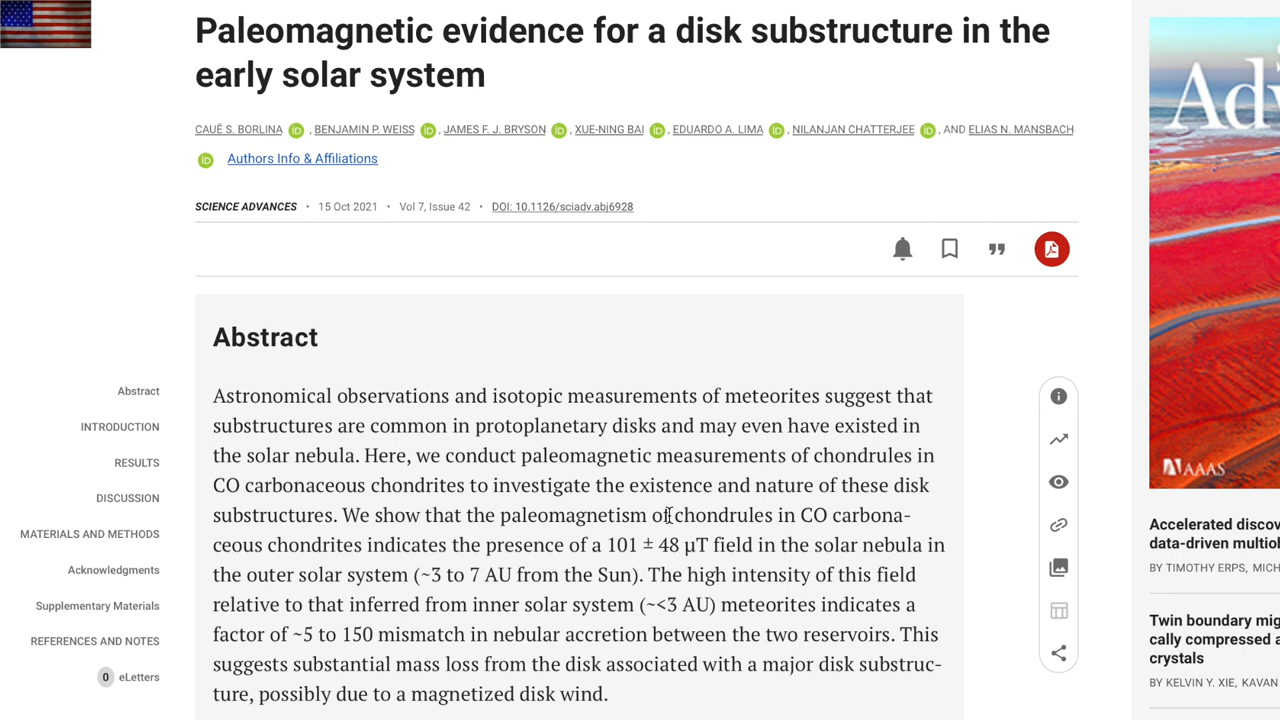 Paleomagnetic evidence for a disk substructure in the
early solar system
CAUÊ S. BORLINA iD , BENJAMIN P. WEISS iD , JAMES F. J. BRYSON iD , XUE-NING BAI iD , EDUARDO A. LIMA iD , NILANJAN CHATTERJEE iD , AND ELIAS N. MANSBACH
iD Authors Info & Affiliations
SCIENCE ADVANCES • 15 Oct 2021 • Vol 7, Issue 42 • DOI: 10.1126/sciadv.abj6928
Abstract
Astronomical observations and isotopic measurements of meteorites suggest that
substructures are common in protoplanetary disks and may even have existed in
the solar nebula. Here, we conduct paleomagnetic measurements of chondrules in
CO carbonaceous chondrites to investigate the existence and nature of these disk
substructures. We show that the paleomagnetism of chondrules in CO carbona-
ceous chondrites indicates the presence of a 101 ± 48 μT field in the solar nebula in
the outer solar system (~3 to 7 AU from the Sun). The high intensity of this field
relative to that inferred from inner solar system (~<3 AU) meteorites indicates a
factor of ~5 to 150 mismatch in nebular accretion between the two reservoirs. This
suggests substantial mass loss from the disk associated with a major disk substruc-
ture, possibly due to a magnetized disk wind.
Abstract
INTRODUCTION
RESULTS
DISCUSSION
MATERIALS AND METHODS
Acknowledgments
Supplementary Materials
REFERENCES AND NOTES
0 eLetters
AAAS
Accelerated discov
data-driven multiob
BY TIMOTHY ERPS, MICH
Twin boundary mig
cally compressed a
crystals
BY KELVIN Y. XIE, KAVAN